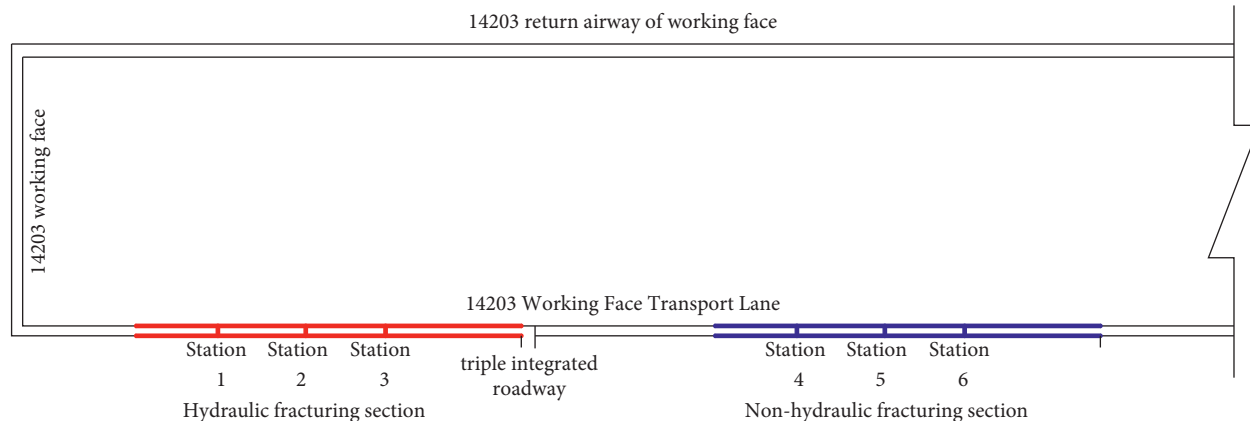 14203 return airway of working face
14203 working face
14203 Working Face Transport Lane
Station 1
Station 2
Station 3
triple integrated
roadway
Station 4
Station 5
Station 6
Hydraulic fracturing section
Non-hydraulic fracturing section